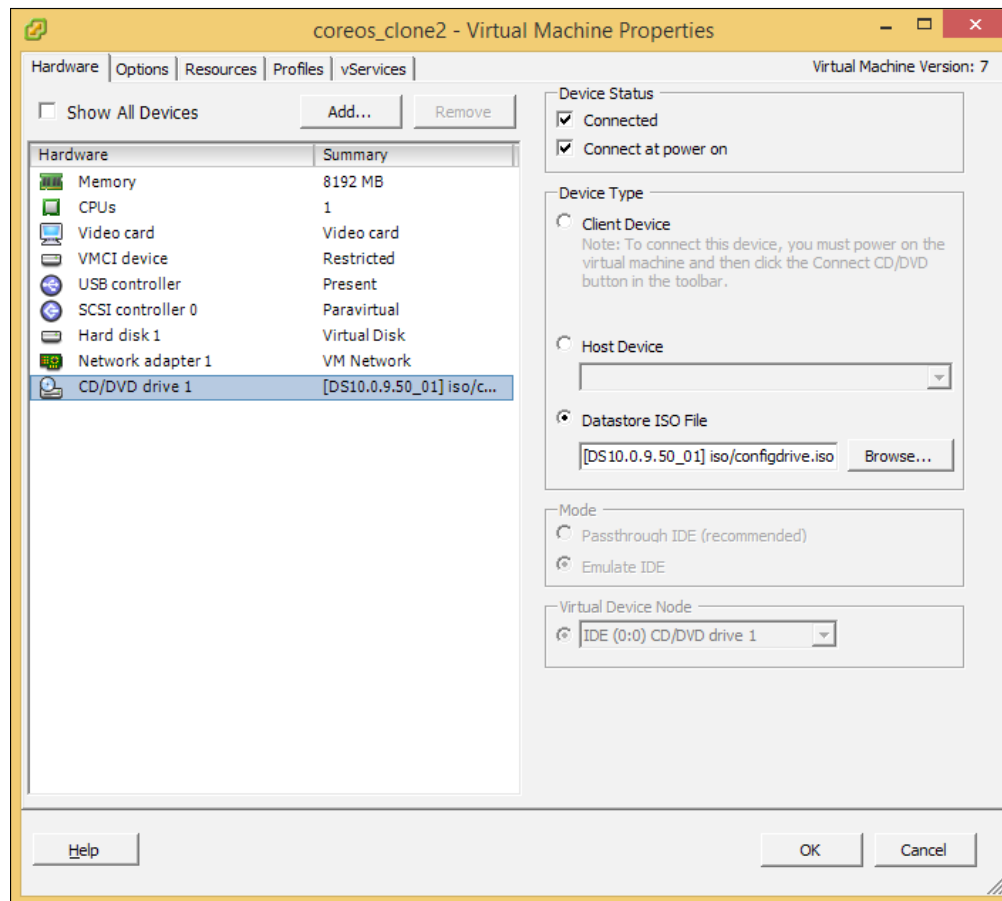 coreos_clone2 - Virtual Machine Properties
Hardware Options Resources Profiles vServices
Virtual Machine Version: 7
Show All Devices
Add...
Remove
Hardware Summary
Memory 8192 MB
CPUs 1
Video card Video card
VMCI device Restricted
USB controller Present
SCSI controller 0 Paravirtual
Hard disk 1 Virtual Disk
Network adapter 1 VM Network
CD/DVD drive 1 [DS10.0.9.50_01] iso/c...
Device Status
Connected
Connect at power on
Device Type
Client Device
Note: To connect this device, you must power on the
virtual machine and then click the Connect CD/DVD
button in the toolbar.
Host Device
Datastore ISO File
[DS10.0.9.50_01] iso/configdrive.iso
Browse...
Mode
Passthrough IDE (recommended)
Emulate IDE
Virtual Device Node
IDE (0:0) CD/DVD drive 1
Help
OK
Cancel